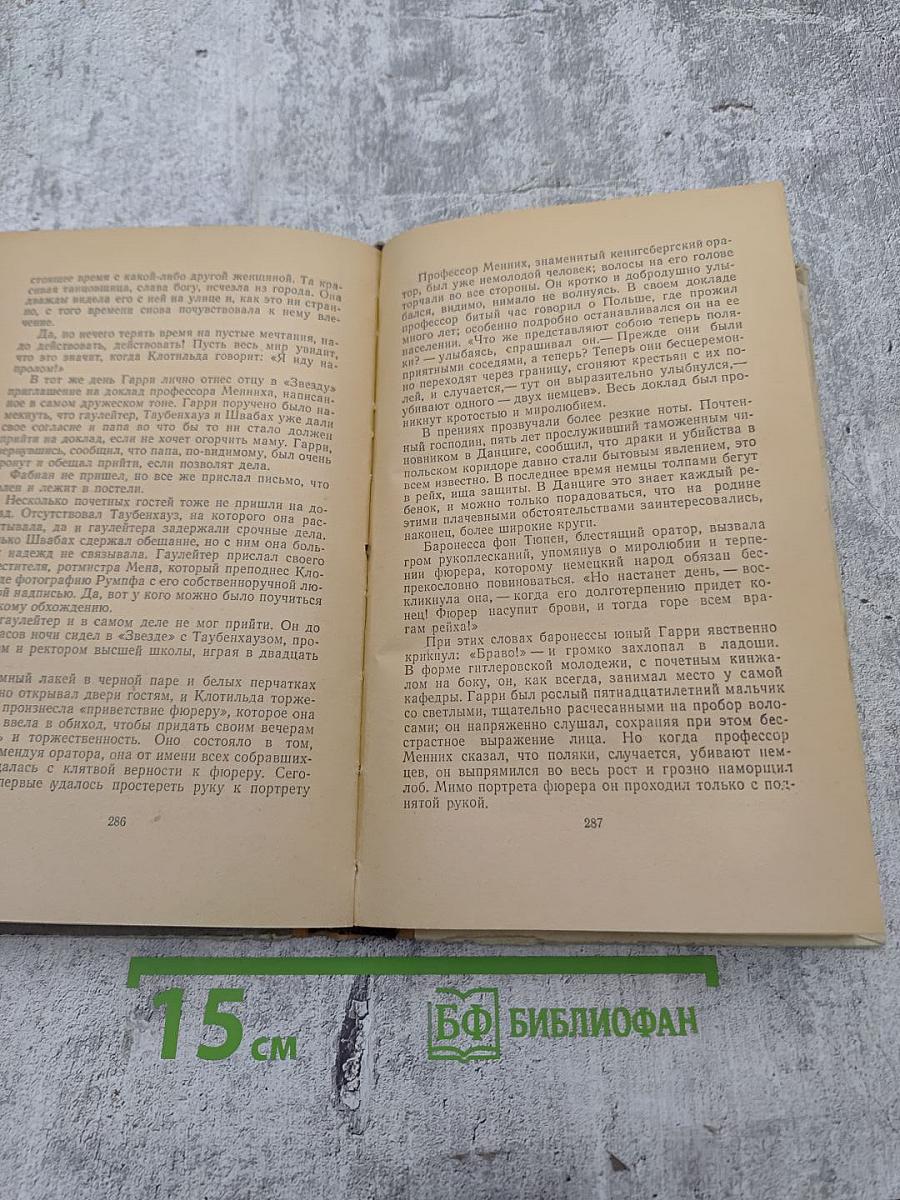 стоящее время с какой-либо другой женщиной. Та кра-
сивая танцовщица, слава богу, исчезла из города. Она
дважды видела его с ней на улице и, как это ни стран-
но, с того времени снова почувствовала к нему вле-
чение.
Да, но нечего терять время на пустые мечтания, на-
до действовать, действовать! Пусть весь мир увидит,
что это значит, когда Клотильда говорит: «Я иду на-
пролом!»
В тот же день Гарри лично отнес отцу в «Звезду»
приглашение на доклад профессора Менниха, написан-
ное в самом дружеском тоне. Гарри поручено было на-
мекнуть, что гаулейтер, Таубенхауз и Швабах уже дали
свое согласие и папа во что бы то ни стало должен
прийти на доклад, если не хочет огорчить маму. Гарри,
вернувшись, сообщил, что папа, по-видимому, был очень
тронут и обещал прийти, если позволят дела.
Фабиан не пришел, но все же прислал письмо, что
болен и лежит в постели.
Несколько почетных гостей тоже не пришли на до-
ад. Отсутствовал Таубенхауз, на которого она рас-
тывала, да и гаулейтера задержали срочные дела.
ько Швабах сдержал обещание, но с ним она боль-
х надежд не связывала. Гаулейтер прислал своего
естителя, ротмистра Мена, который преподнес Кло-
де фотографию Румпфа с его собственноручной лю-
ой надписью. Да, вот у кого можно было поучиться
кому обхождению.
гаулейтер и в самом деле не мог прийти. Он до
асов ночи сидел в «Звезде» с Таубенхаузом, про-
м и ректором высшей школы, играя в двадцать
емный лакей в черной паре и белых перчатках
но открывал двери гостям, и Клотильда торже-
произнесла «приветствие фюреру», которое она
ввела в обиход, чтобы придать своим вечерам
ь и торжественность. Оно состояло в том,
мендуя оратора, она от имени всех собравших-
далась с клятвой верности к фюреру. Сего-
первые удалось простереть руку к портрету
286
Профессор Менних, знаменитый кенигсбергский ора-
тор, был уже немолодой человек; волосы на его голове
торчали во все стороны. Он кротко и добродушно улы-
бался, видимо, нимало не волнуясь. В своем докладе
профессор битый час говорил о Польше, где прожил
много лет; особенно подробно останавливался он на ее
населении. «Что же представляют собою теперь поля-
ки? — улыбаясь, спрашивал он.— Прежде они были
приятными соседями, а теперь? Теперь они бесцеремон-
но переходят через границу, сгоняют крестьян с их по-
лей, и случается,— тут он выразительно улыбнулся,—
убивают одного — двух немцев». Весь доклад был про-
никнут кротостью и миролюбием.
В прениях прозвучали более резкие ноты. Почтен-
ный господин, пять лет прослуживший таможенным чи-
новником в Данциге, сообщил, что драки и убийства в
польском коридоре давно стали бытовым явлением, это
всем известно. В последнее время немцы толпами бегут
в рейх, ища защиты. В Данциге это знает каждый ре-
бенок, и можно только порадоваться, что на родине
этими плачевными обстоятельствами заинтересовались,
наконец, более широкие круги.
Баронесса фон Тюнен, блестящий оратор, вызвала
гром рукоплесканий, упомянув о миролюбии и терпе-
нии фюрера, которому немецкий народ обязан бес-
прекословно повиноваться. «Но настанет день, — вос-
кликнула она, — когда его долготерпению придет ко-
нец! Фюрер насупит брови, и тогда горе всем вра-
гам рейха!»
При этих словах баронессы юный Гарри явственно
крикнул: «Браво!» — и громко захлопал в ладоши.
В форме гитлеровской молодежи, с почетным кинжа-
лом на боку, он, как всегда, занимал место у самой
кафедры. Гарри был рослый пятнадцатилетний мальчик
со светлыми, тщательно расчесанными на пробор воло-
сами; он напряженно слушал, сохраняя при этом бес-
страстное выражение лица. Но когда профессор
Менних сказал, что поляки, случается, убивают нем-
цев, он выпрямился во весь рост и грозно наморщил
лоб. Мимо портрета фюрера он проходил только с под-
нятой рукой.
287
15 см
БФ БИБЛИОФАН